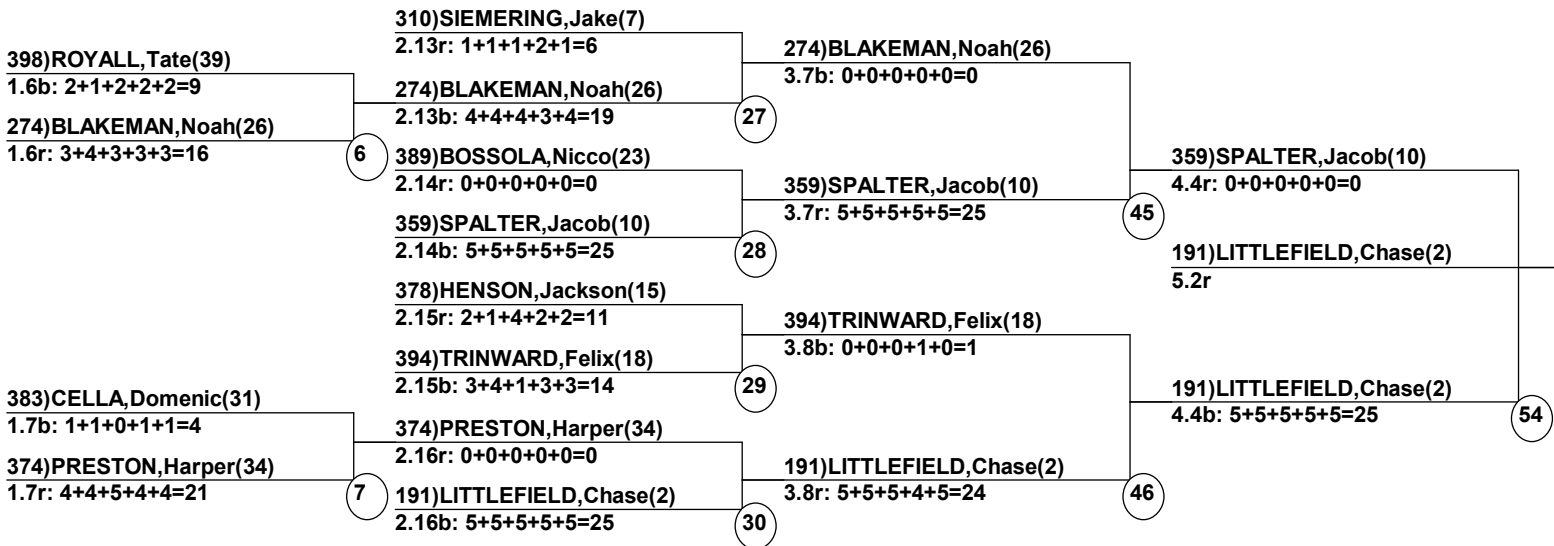 398)ROYALL,Tate(39)
1.6b: 2+1+2+2+2=9
274)BLAKEMAN,Noah(26)
1.6r: 3+4+3+3+3=16
6
383)CELLA,Domenic(31)
1.7b: 1+1+0+1+1=4
374)PRESTON,Harper(34)
1.7r: 4+4+5+4+4=21
7
310)SIEMERING,Jake(7)
2.13r: 1+1+1+2+1=6
274)BLAKEMAN,Noah(26)
2.13b: 4+4+4+3+4=19
27
389)BOSSOLA,Nicco(23)
2.14r: 0+0+0+0+0=0
359)SPALTER,Jacob(10)
2.14b: 5+5+5+5+5=25
28
378)HENSON,Jackson(15)
2.15r: 2+1+4+2+2=11
394)TRINWARD,Felix(18)
2.15b: 3+4+1+3+3=14
29
374)PRESTON,Harper(34)
2.16r: 0+0+0+0+0=0
191)LITTLEFIELD,Chase(2)
2.16b: 5+5+5+5+5=25
30
274)BLAKEMAN,Noah(26)
3.7b: 0+0+0+0+0=0
359)SPALTER,Jacob(10)
3.7r: 5+5+5+5+5=25
45
394)TRINWARD,Felix(18)
3.8b: 0+0+0+1+0=1
191)LITTLEFIELD,Chase(2)
3.8r: 5+5+5+4+5=24
46
359)SPALTER,Jacob(10)
4.4r: 0+0+0+0+0=0
191)LITTLEFIELD,Chase(2)
4.4b: 5+5+5+5+5=25
54
191)LITTLEFIELD,Chase(2)
5.2r